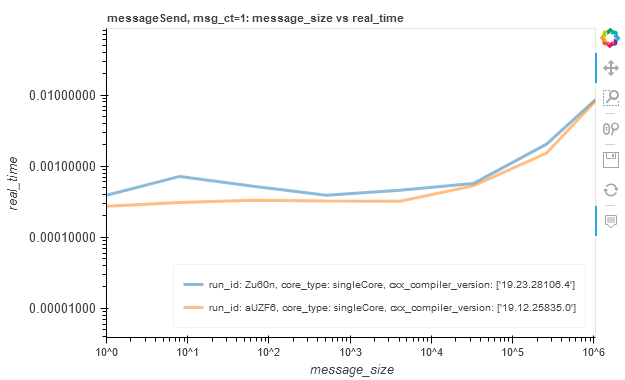 messageSend, msg_ct=1: message_size vs real_time
real_time
0.01000000
0.00100000
0.00010000
0.00001000
run_id: Zu60n, core_type: singleCore, cxx_compiler_version: ['19.23.28106.4']
run_id: aUZF6, core_type: singleCore, cxx_compiler_version: ['19.12.25835.0']
10^0 10^1 10^2 10^3 10^4 10^5 10^6
message_size